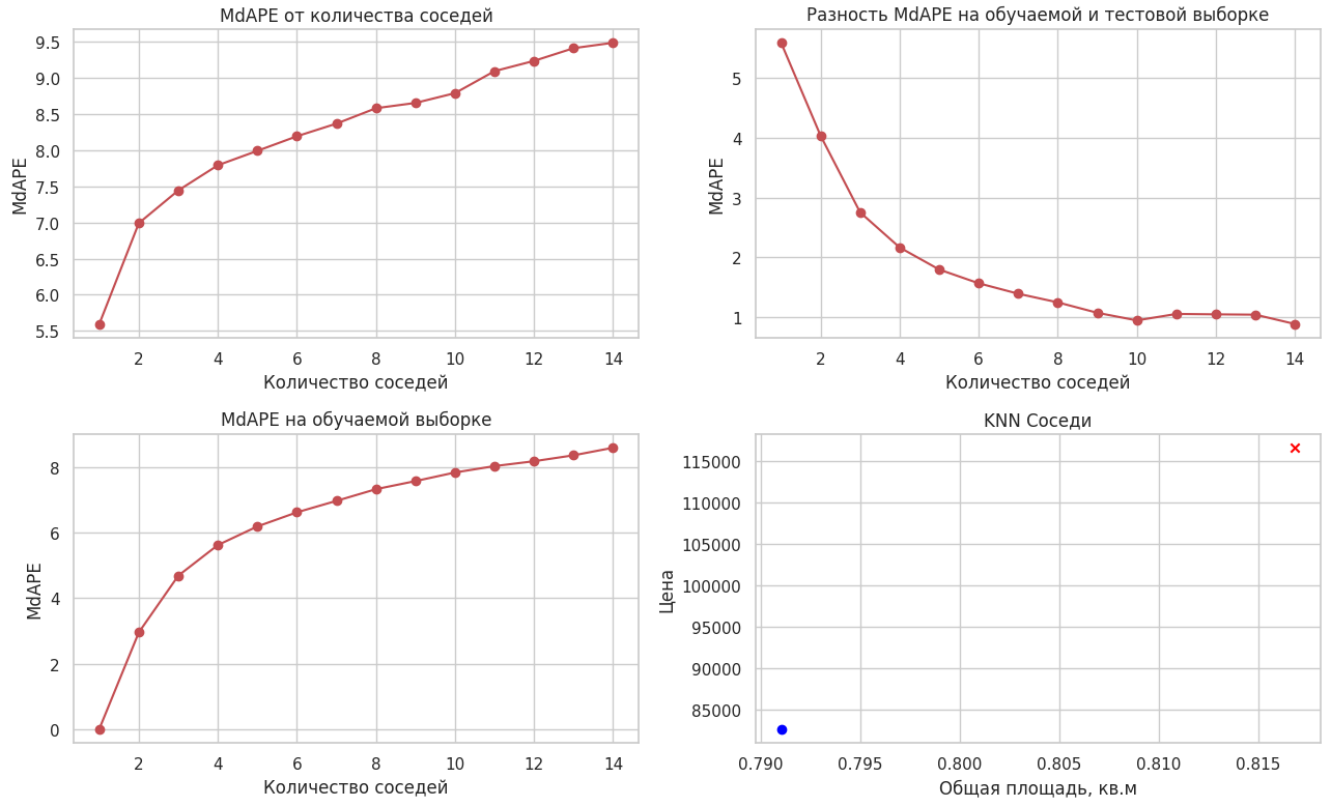 MdAPE от количества соседей
9.5
9.0
8.5
8.0
7.5
7.0
6.5
6.0
5.5
MdAPE
2 4 6 8 10 12 14
Количество соседей
Разность MdAPE на обучаемой и тестовой выборке
5
4
3
2
1
MdAPE
2 4 6 8 10 12 14
Количество соседей
MdAPE на обучаемой выборке
8
6
4
2
0
MdAPE
2 4 6 8 10 12 14
Количество соседей
KNN Соседи
115000
110000
105000
100000
95000
90000
85000
Цена
0.790 0.795 0.800 0.805 0.810 0.815
Общая площадь, кв.м